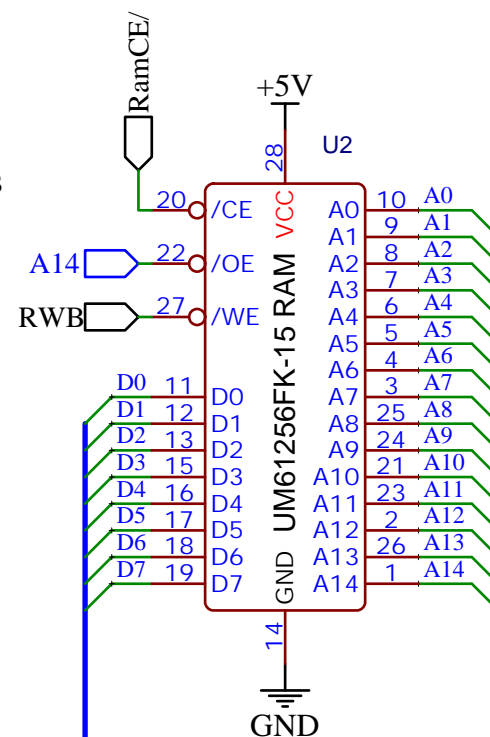 RamCE/
+5V
U2
28
VCC
20 /CE
A14 22 /OE
RWB 27 /WE
UM61256FK-15 RAM
D0 11 D0
D1 12 D1
D2 13 D2
D3 15 D3
D4 16 D4
D5 17 D5
D6 18 D6
D7 19 D7
A0 10 A0
A1 9 A1
A2 8 A2
A3 7 A3
A4 6 A4
A5 5 A5
A6 4 A6
A7 3 A7
A8 25 A8
A9 24 A9
A10 21 A10
A11 23 A11
A12 2 A12
A13 26 A13
A14 1 A14
GND
14
GND